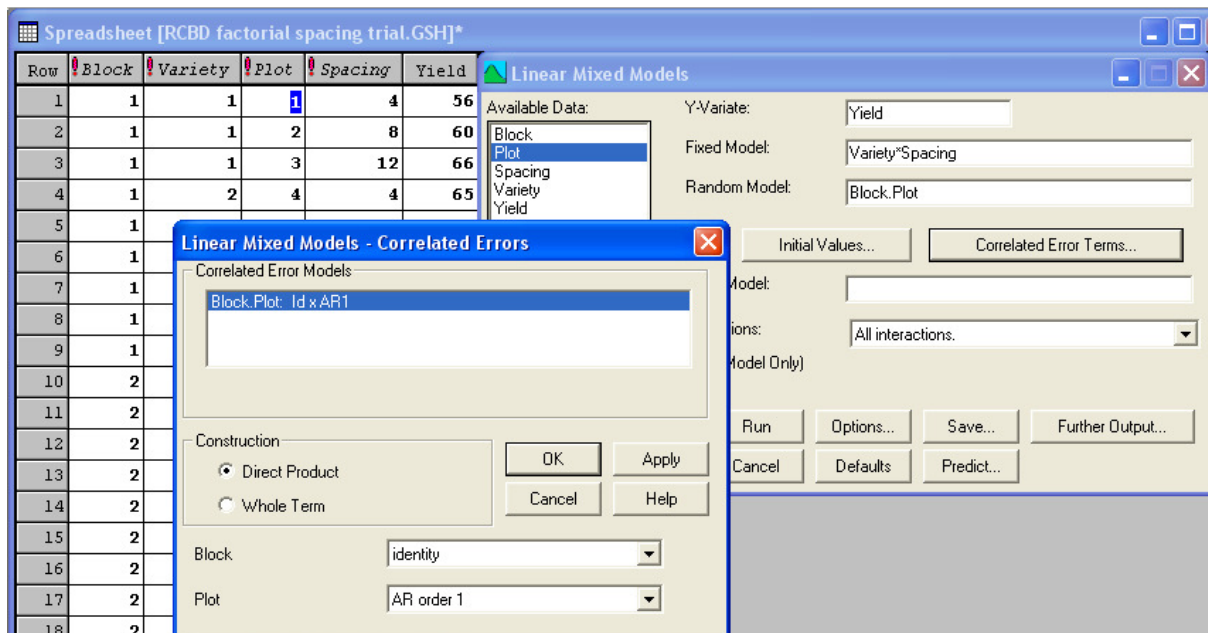 Spreadsheet [RCBD factorial spacing trial.GSH]*
Row !Block !Variety !Plot !Spacing Yield
1 1 1 1 4 56
2 1 1 2 8 60
3 1 1 3 12 66
4 1 2 4 4 65
5 1
6 1
7 1
8 1
9 1
10 2
11 2
12 2
13 2
14 2
15 2
16 2
17 2
18 2
Linear Mixed Models
Available Data:
Block
Plot
Spacing
Variety
Yield
Y-Variate: Yield
Fixed Model: Variety*Spacing
Random Model: Block.Plot
Initial Values... Correlated Error Terms...
Model:
ions: All interactions.
Model Only)
Run Options... Save... Further Output...
Cancel Defaults Predict...
Linear Mixed Models - Correlated Errors
Correlated Error Models
Block.Plot: Id x AR1
Construction
Direct Product
Whole Term
OK Apply
Cancel Help
Block identity
Plot AR order 1